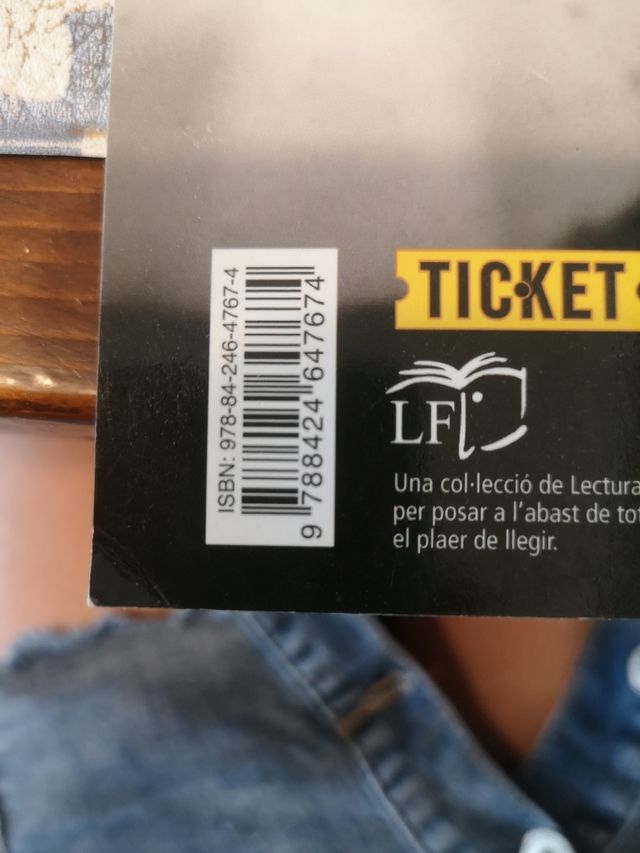 ISBN: 978-84-246-4767-4
9 788424 647674
TICKET
LF
Una col·lecció de Lectura
per posar a l'abast de tot
el plaer de llegir.